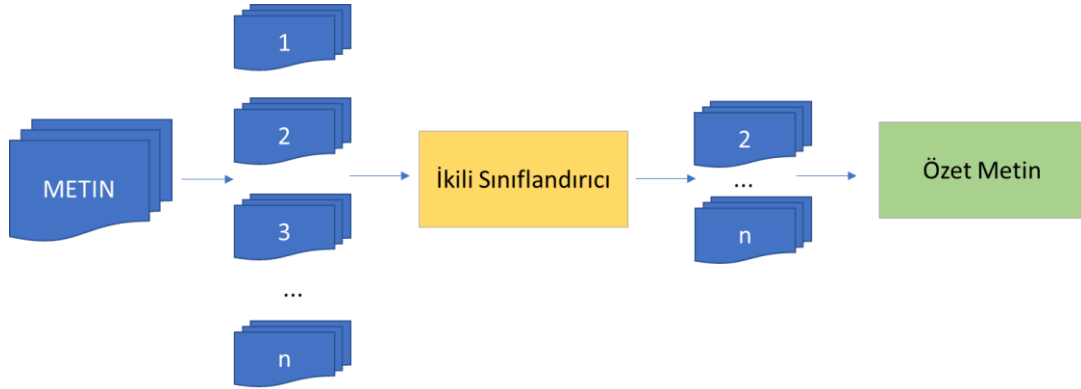 METIN
1
2
3
...
n
İkili Sınıflandırıcı
2
...
n
Özet Metin